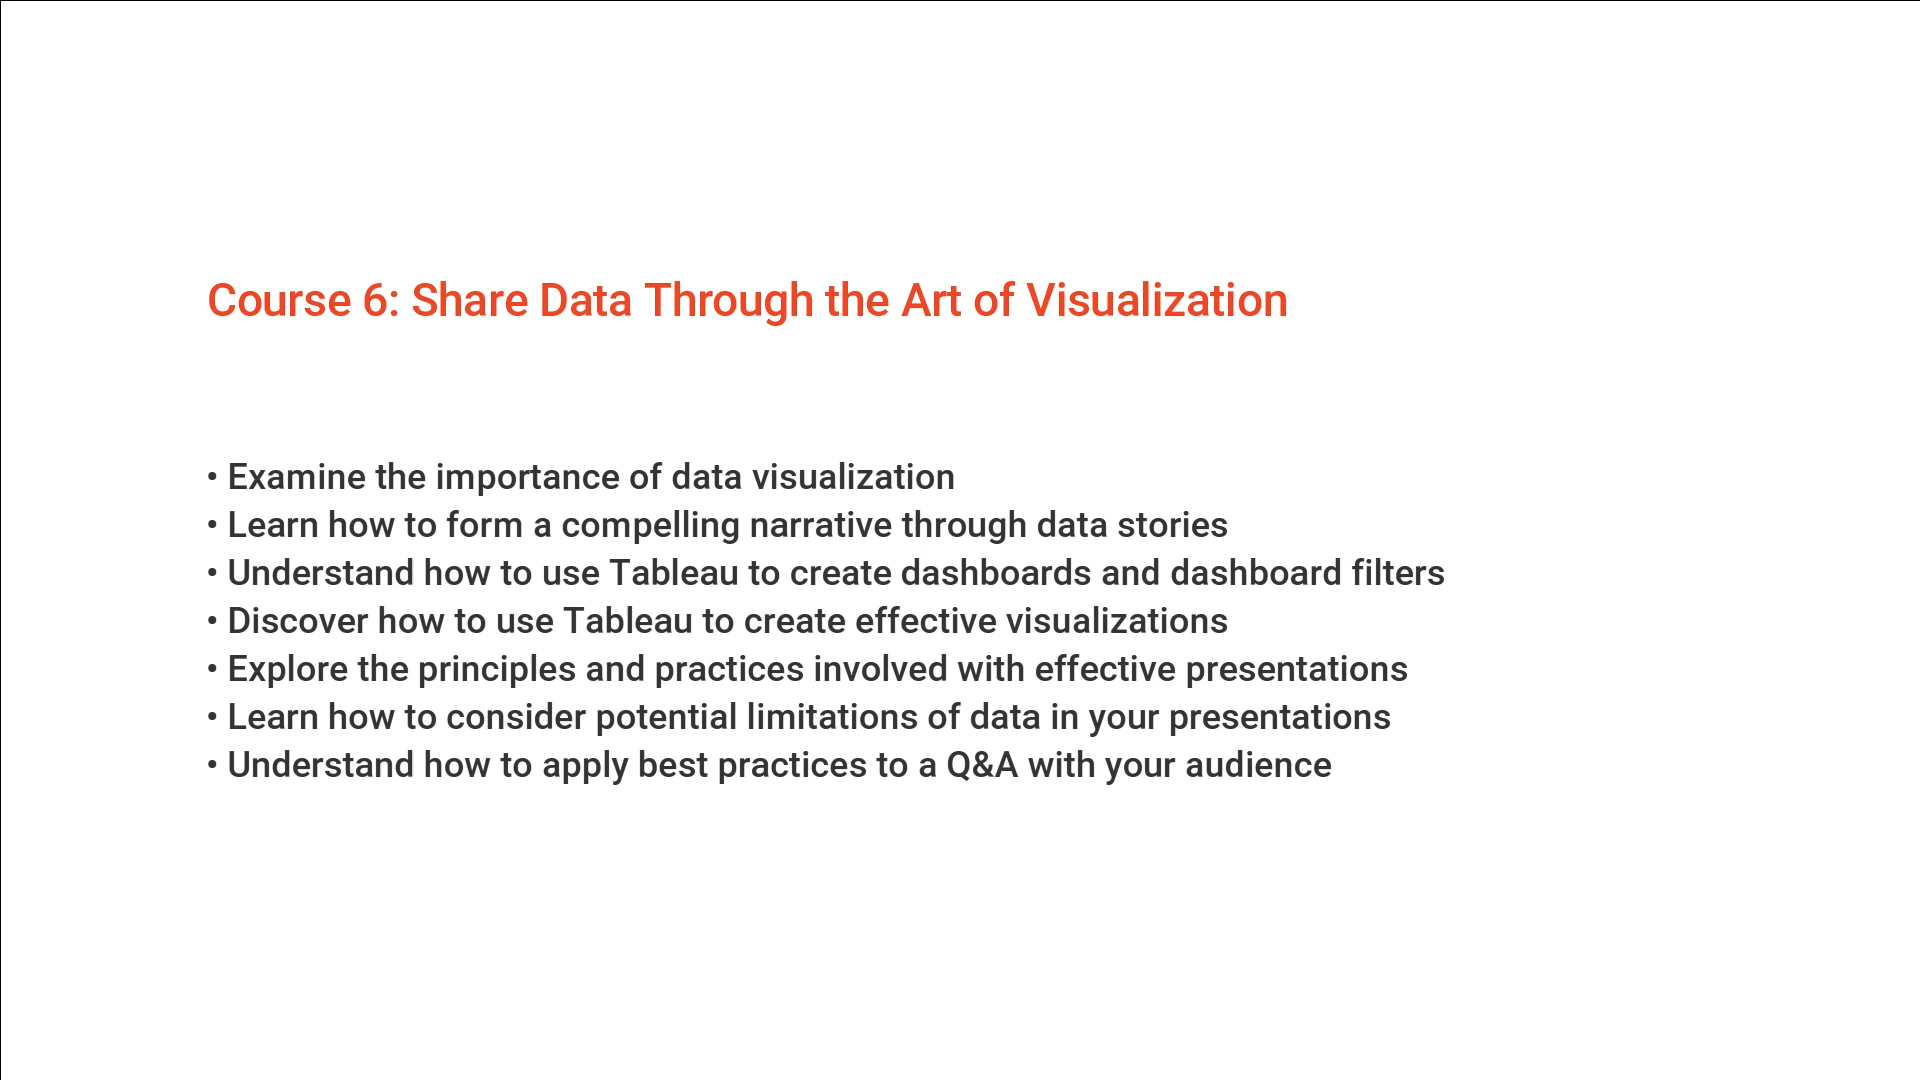 Course 6: Share Data Through the Art of Visualization
• Examine the importance of data visualization
• Learn how to form a compelling narrative through data stories
• Understand how to use Tableau to create dashboards and dashboard filters
• Discover how to use Tableau to create effective visualizations
• Explore the principles and practices involved with effective presentations
• Learn how to consider potential limitations of data in your presentations
• Understand how to apply best practices to a Q&A with your audience